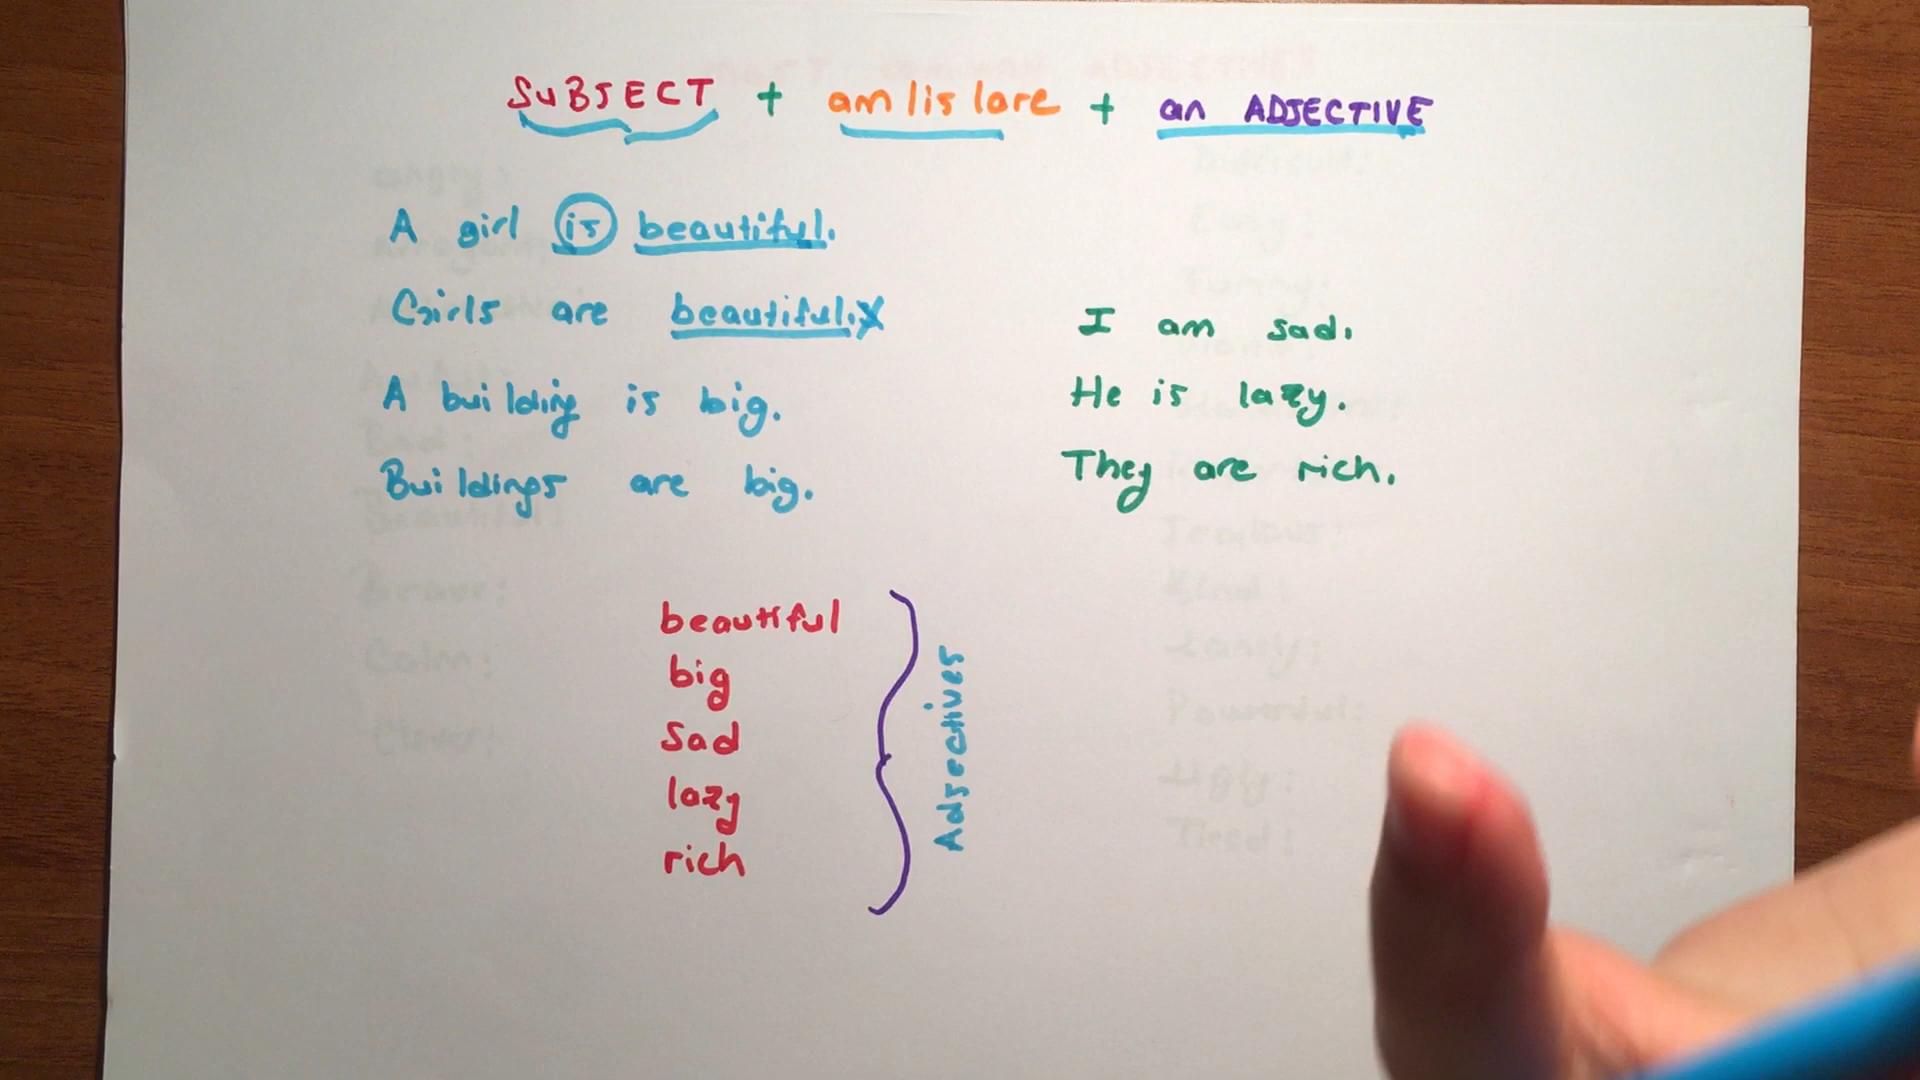 SUBJECT + am | is | are + an ADJECTIVE
A girl is beautiful.
Girls are beautiful. X
A building is big.
Buildings are big.
I am sad.
He is lazy.
They are rich.
beautiful
big
sad
lazy
rich
Adjectives